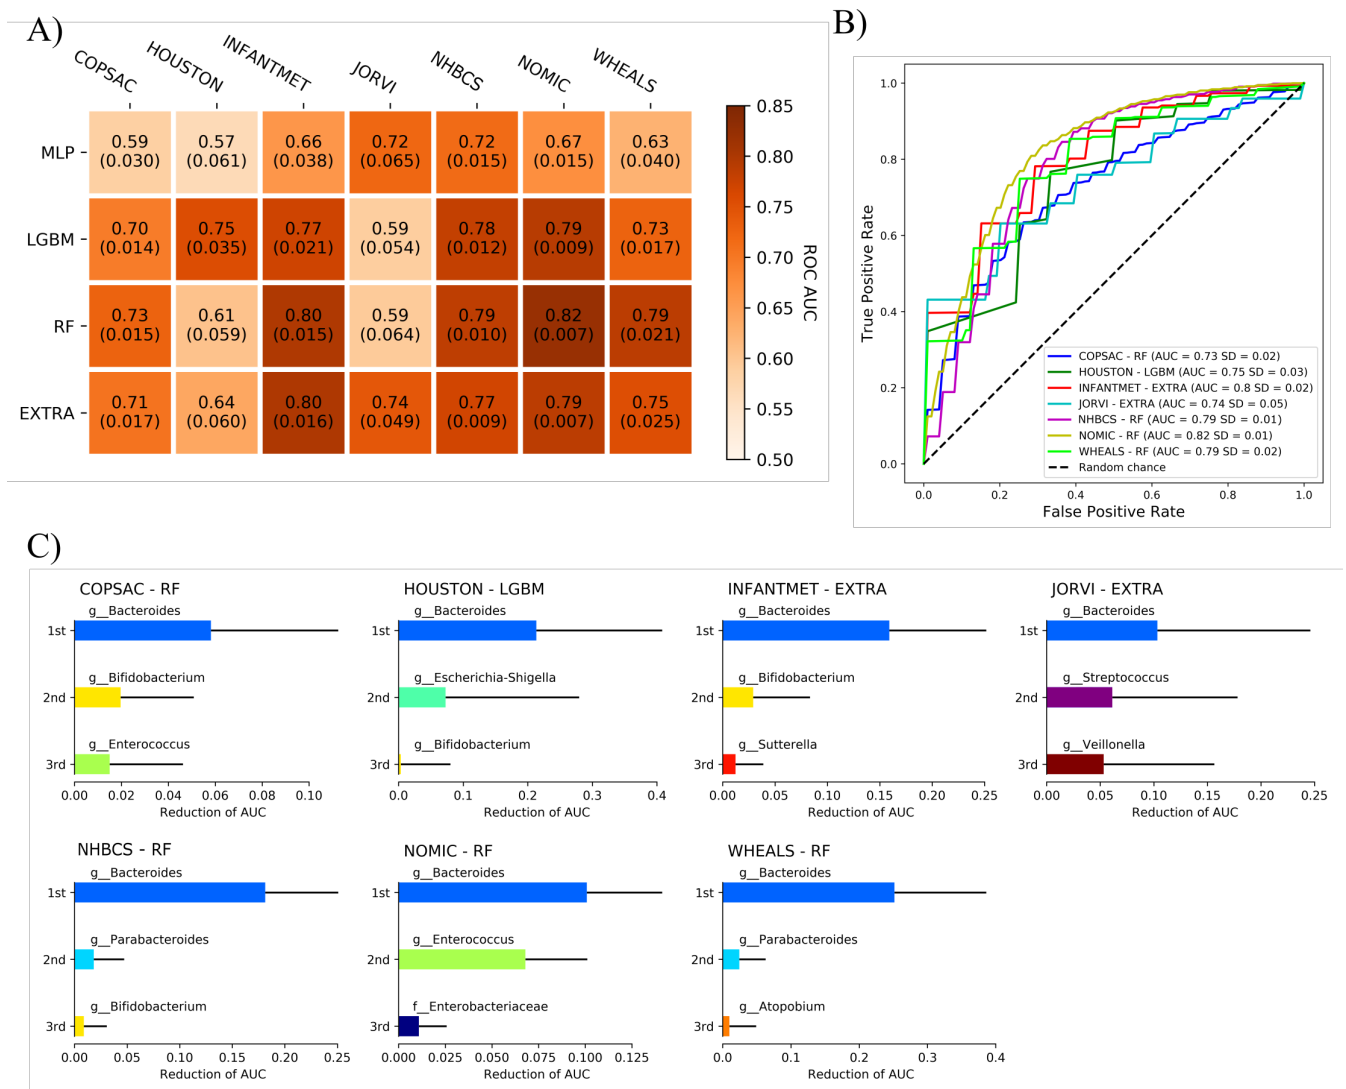 A)
COPSAC HOUSTON INFANTMET JORVI NHBCS NOMIC WHEALS
MLP 0.59 0.57 0.66 0.72 0.72 0.67 0.63
(0.030) (0.061) (0.038) (0.065) (0.015) (0.015) (0.040)
LGBM 0.70 0.75 0.77 0.59 0.78 0.79 0.73
(0.014) (0.035) (0.021) (0.054) (0.012) (0.009) (0.017)
RF 0.73 0.61 0.80 0.59 0.79 0.82 0.79
(0.015) (0.059) (0.015) (0.064) (0.010) (0.007) (0.021)
EXTRA 0.71 0.64 0.80 0.74 0.77 0.79 0.75
(0.017) (0.060) (0.016) (0.049) (0.009) (0.007) (0.025)
0.85
0.80
0.75
0.70
0.65
0.60
0.55
0.50
ROC AUC
B)
True Positive Rate
1.0
0.8
0.6
0.4
0.2
0.0
COPSAC - RF (AUC = 0.73 SD = 0.02)
HOUSTON - LGBM (AUC = 0.75 SD = 0.03)
INFANTMET - EXTRA (AUC = 0.8 SD = 0.02)
JORVI - EXTRA (AUC = 0.74 SD = 0.05)
NHBCS - RF (AUC = 0.79 SD = 0.01)
NOMIC - RF (AUC = 0.82 SD = 0.01)
WHEALS - RF (AUC = 0.79 SD = 0.02)
Random chance
0.0 0.2 0.4 0.6 0.8 1.0
False Positive Rate
C)
COPSAC - RF
g__Bacteroides
1st
g__Bifidobacterium
2nd
g__Enterococcus
3rd
0.00 0.02 0.04 0.06 0.08 0.10
Reduction of AUC
HOUSTON - LGBM
g__Bacteroides
1st
g__Escherichia-Shigella
2nd
g__Bifidobacterium
3rd
0.0 0.1 0.2 0.3 0.4
Reduction of AUC
INFANTMET - EXTRA
g__Bacteroides
1st
g__Bifidobacterium
2nd
g__Sutterella
3rd
0.00 0.05 0.10 0.15 0.20 0.25
Reduction of AUC
JORVI - EXTRA
g__Bacteroides
1st
g__Streptococcus
2nd
g__Veillonella
3rd
0.00 0.05 0.10 0.15 0.20 0.25
Reduction of AUC
NHBCS - RF
g__Bacteroides
1st
g__Parabacteroides
2nd
g__Bifidobacterium
3rd
0.00 0.05 0.10 0.15 0.20 0.25
Reduction of AUC
NOMIC - RF
g__Bacteroides
1st
g__Enterococcus
2nd
f__Enterobacteriaceae
3rd
0.000 0.025 0.050 0.075 0.100 0.125
Reduction of AUC
WHEALS - RF
g__Bacteroides
1st
g__Parabacteroides
2nd
g__Atopobium
3rd
0.0 0.1 0.2 0.3 0.4
Reduction of AUC